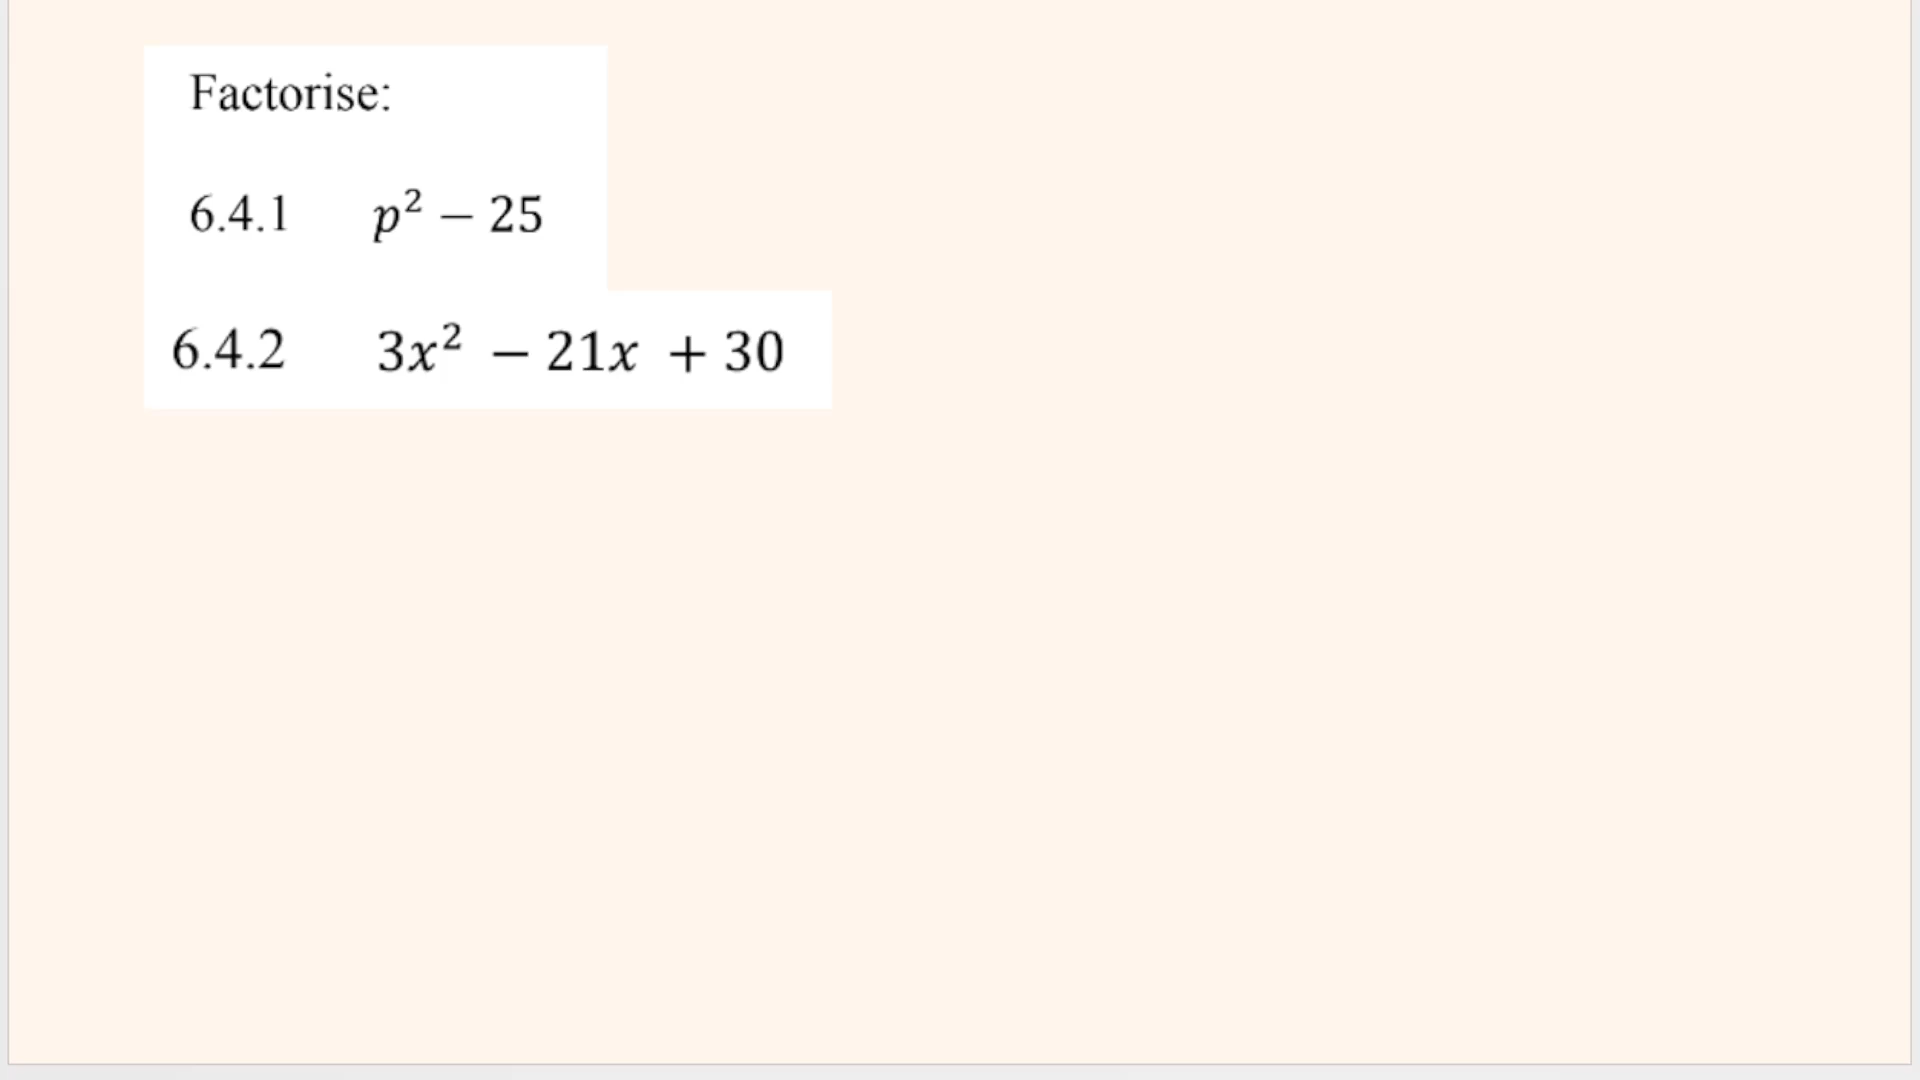 Factorise:
6.4.1 p² − 25
6.4.2 3x² − 21x + 30